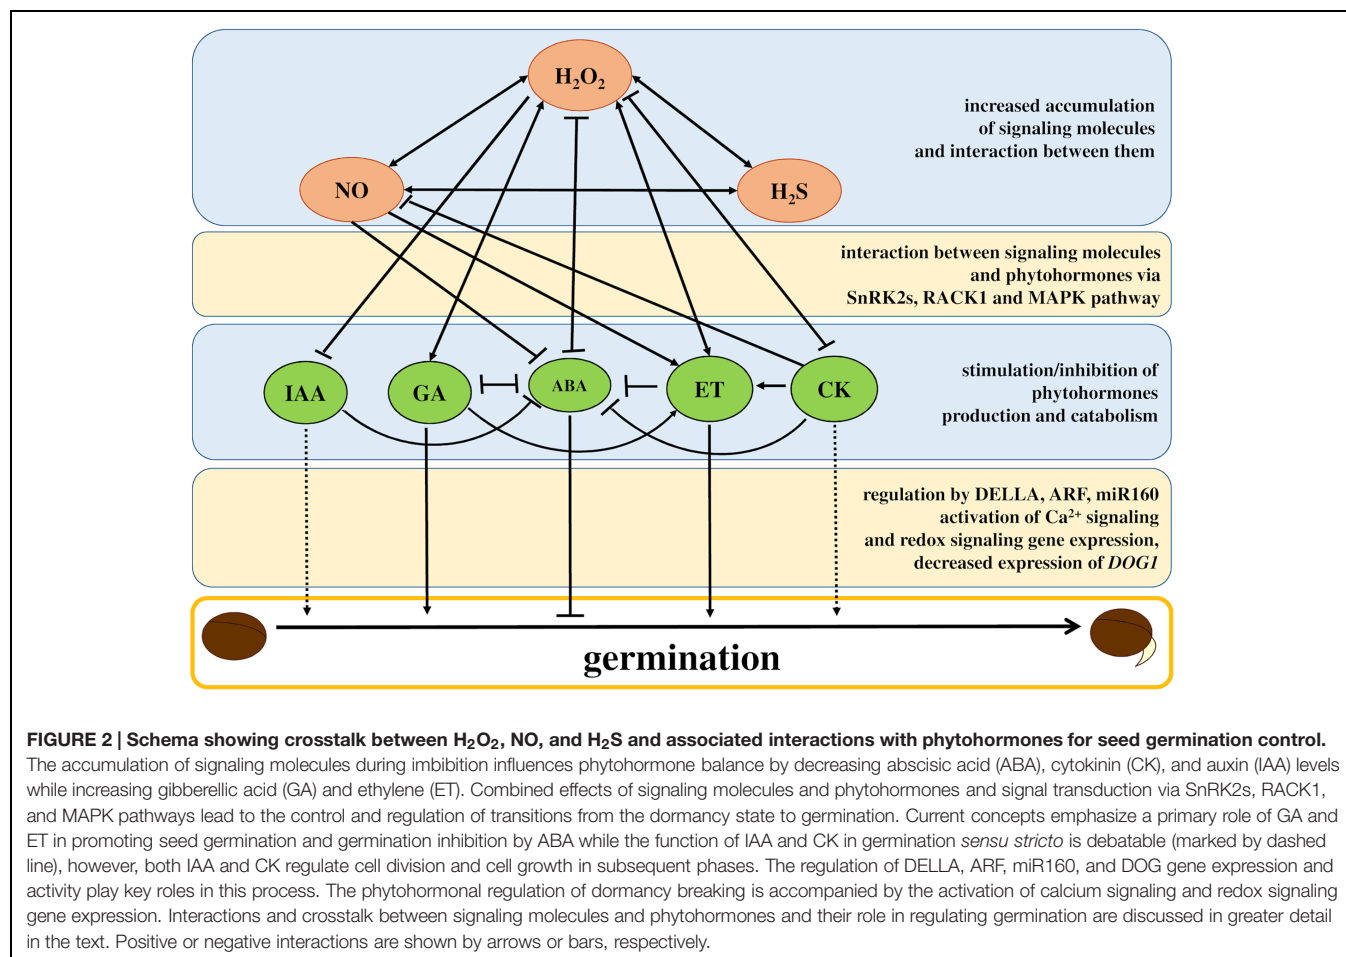 H₂O₂
increased accumulation
of signaling molecules
and interaction between them
NO
H₂S
interaction between signaling molecules
and phytohormones via
SnRK2s, RACK1 and MAPK pathway
IAA
GA
ABA
ET
CK
stimulation/inhibition of
phytohormones
production and catabolism
regulation by DELLA, ARF, miR160
activation of Ca²⁺ signaling
and redox signaling gene expression,
decreased expression of DOG1
germination
FIGURE 2 | Schema showing crosstalk between H₂O₂, NO, and H₂S and associated interactions with phytohormones for seed germination control.
The accumulation of signaling molecules during imbibition influences phytohormone balance by decreasing abscisic acid (ABA), cytokinin (CK), and auxin (IAA) levels
while increasing gibberellic acid (GA) and ethylene (ET). Combined effects of signaling molecules and phytohormones and signal transduction via SnRK2s, RACK1,
and MAPK pathways lead to the control and regulation of transitions from the dormancy state to germination. Current concepts emphasize a primary role of GA and
ET in promoting seed germination and germination inhibition by ABA while the function of IAA and CK in germination sensu stricto is debatable (marked by dashed
line), however, both IAA and CK regulate cell division and cell growth in subsequent phases. The regulation of DELLA, ARF, miR160, and DOG gene expression and
activity play key roles in this process. The phytohormonal regulation of dormancy breaking is accompanied by the activation of calcium signaling and redox signaling
gene expression. Interactions and crosstalk between signaling molecules and phytohormones and their role in regulating germination are discussed in greater detail
in the text. Positive or negative interactions are shown by arrows or bars, respectively.